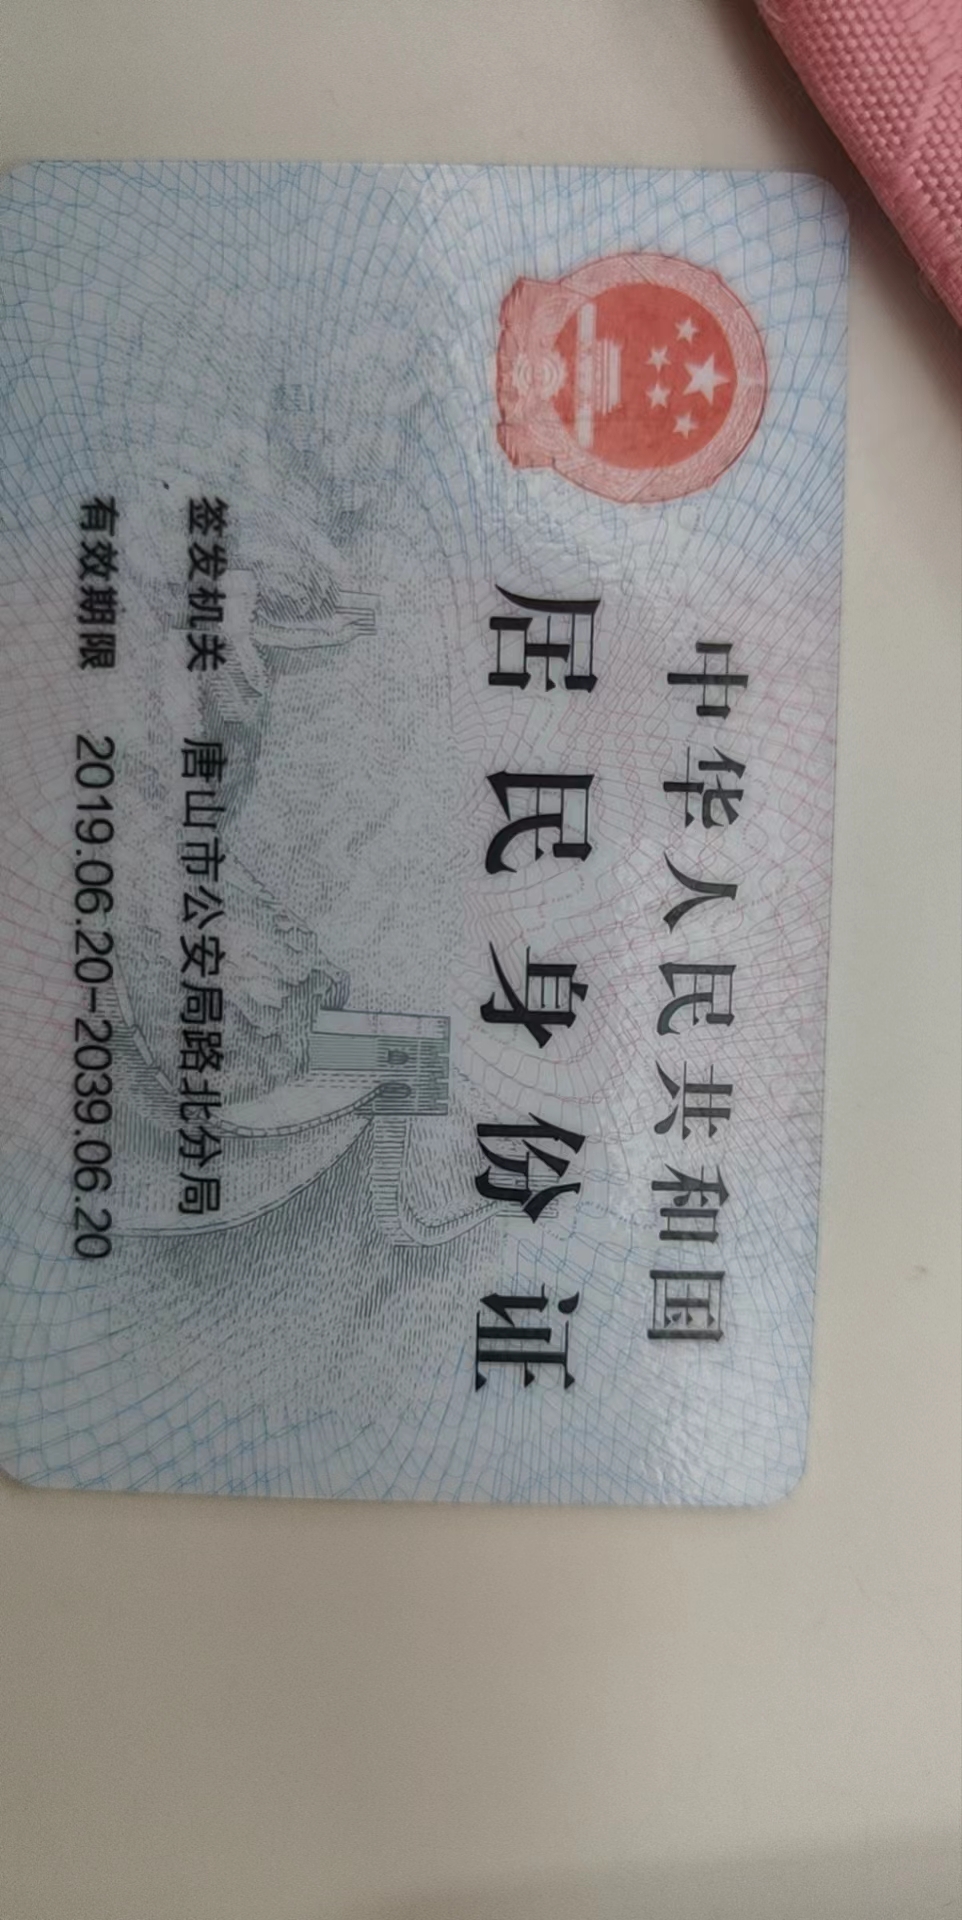 中华人民共和国
居民身份证
签发机关 唐山市公安局路北分局
有效期限 2019.06.20-2039.06.20